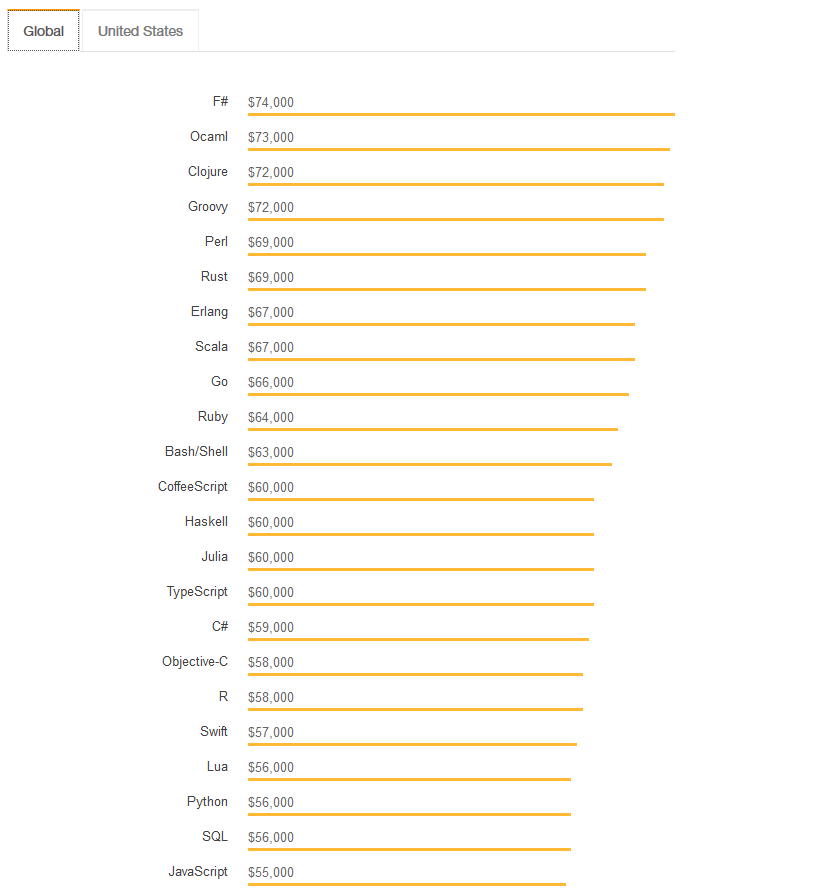 Global United States
F# $74,000
Ocaml $73,000
Clojure $72,000
Groovy $72,000
Perl $69,000
Rust $69,000
Erlang $67,000
Scala $67,000
Go $66,000
Ruby $64,000
Bash/Shell $63,000
CoffeeScript $60,000
Haskell $60,000
Julia $60,000
TypeScript $60,000
C# $59,000
Objective-C $58,000
R $58,000
Swift $57,000
Lua $56,000
Python $56,000
SQL $56,000
JavaScript $55,000